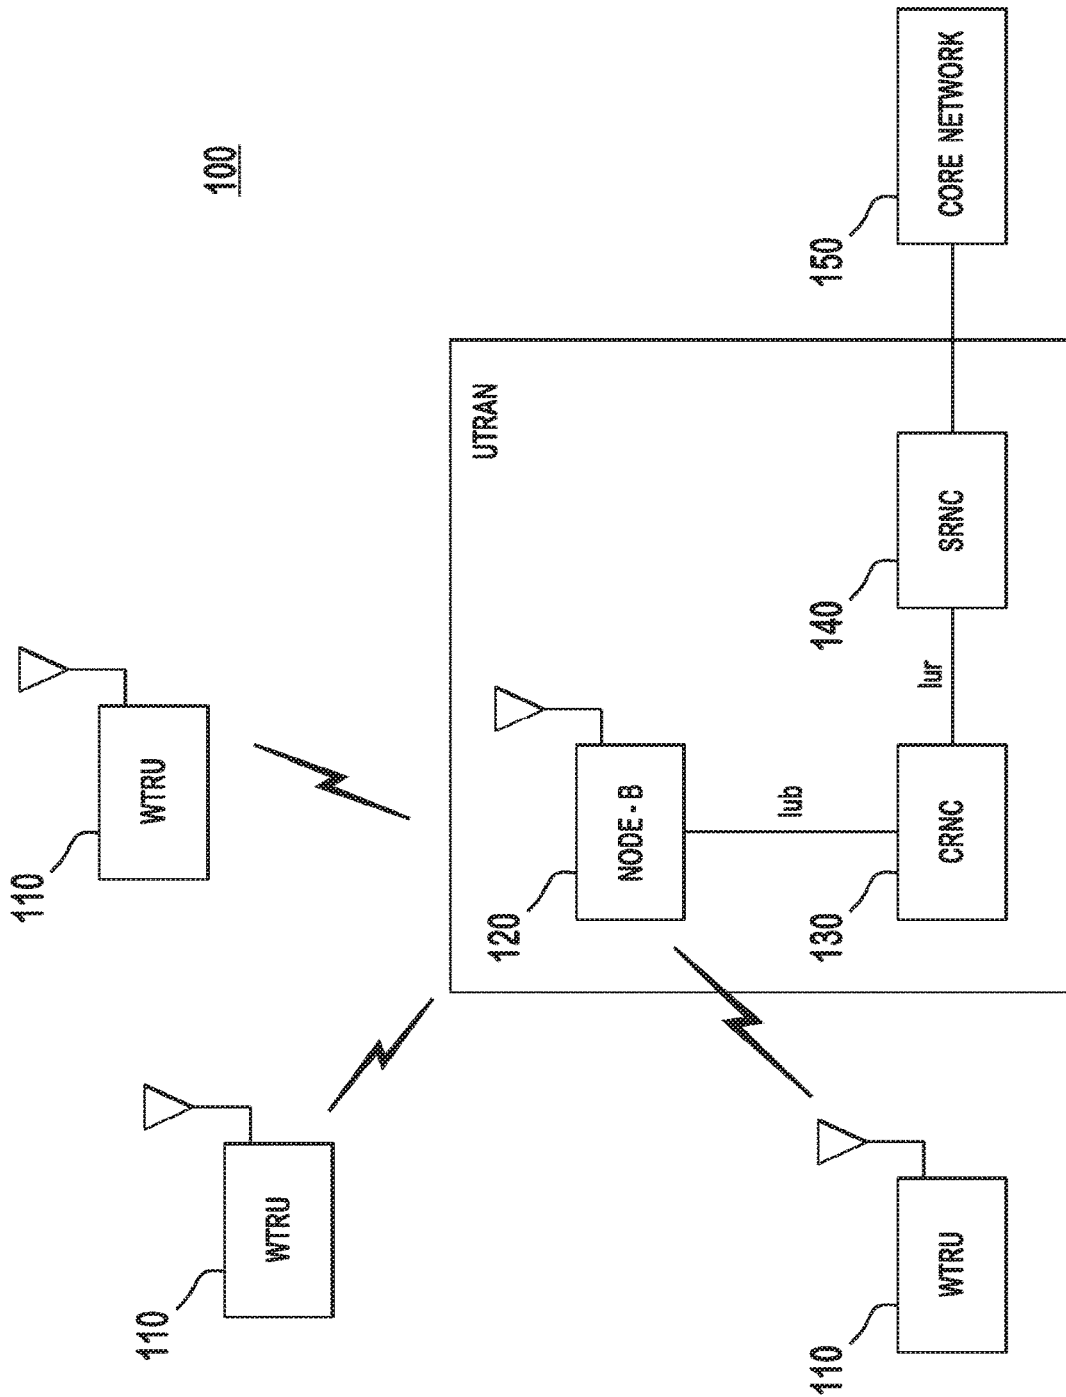 110
WTRU
100
110
WTRU
UTRAN
120
NODE - B
Iub
110
130
140
150
Iur
WTRU
CRNC
SRNC
CORE NETWORK